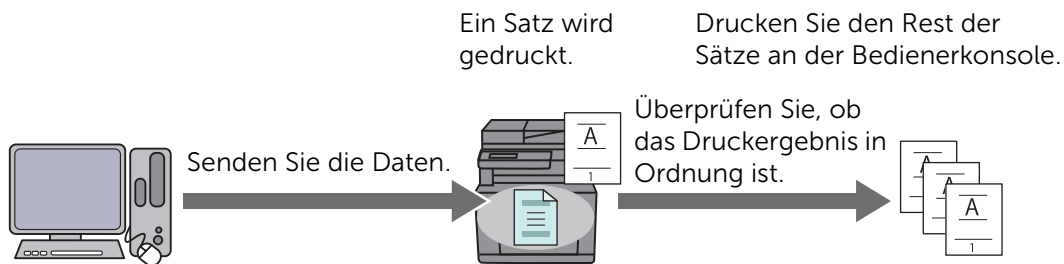 Ein Satz wird
gedruckt.
Drucken Sie den Rest der
Sätze an der Bedienerkonsole.
Senden Sie die Daten.
A
1
Überprüfen Sie, ob
das Druckergebnis in
Ordnung ist.
A
A
A
1